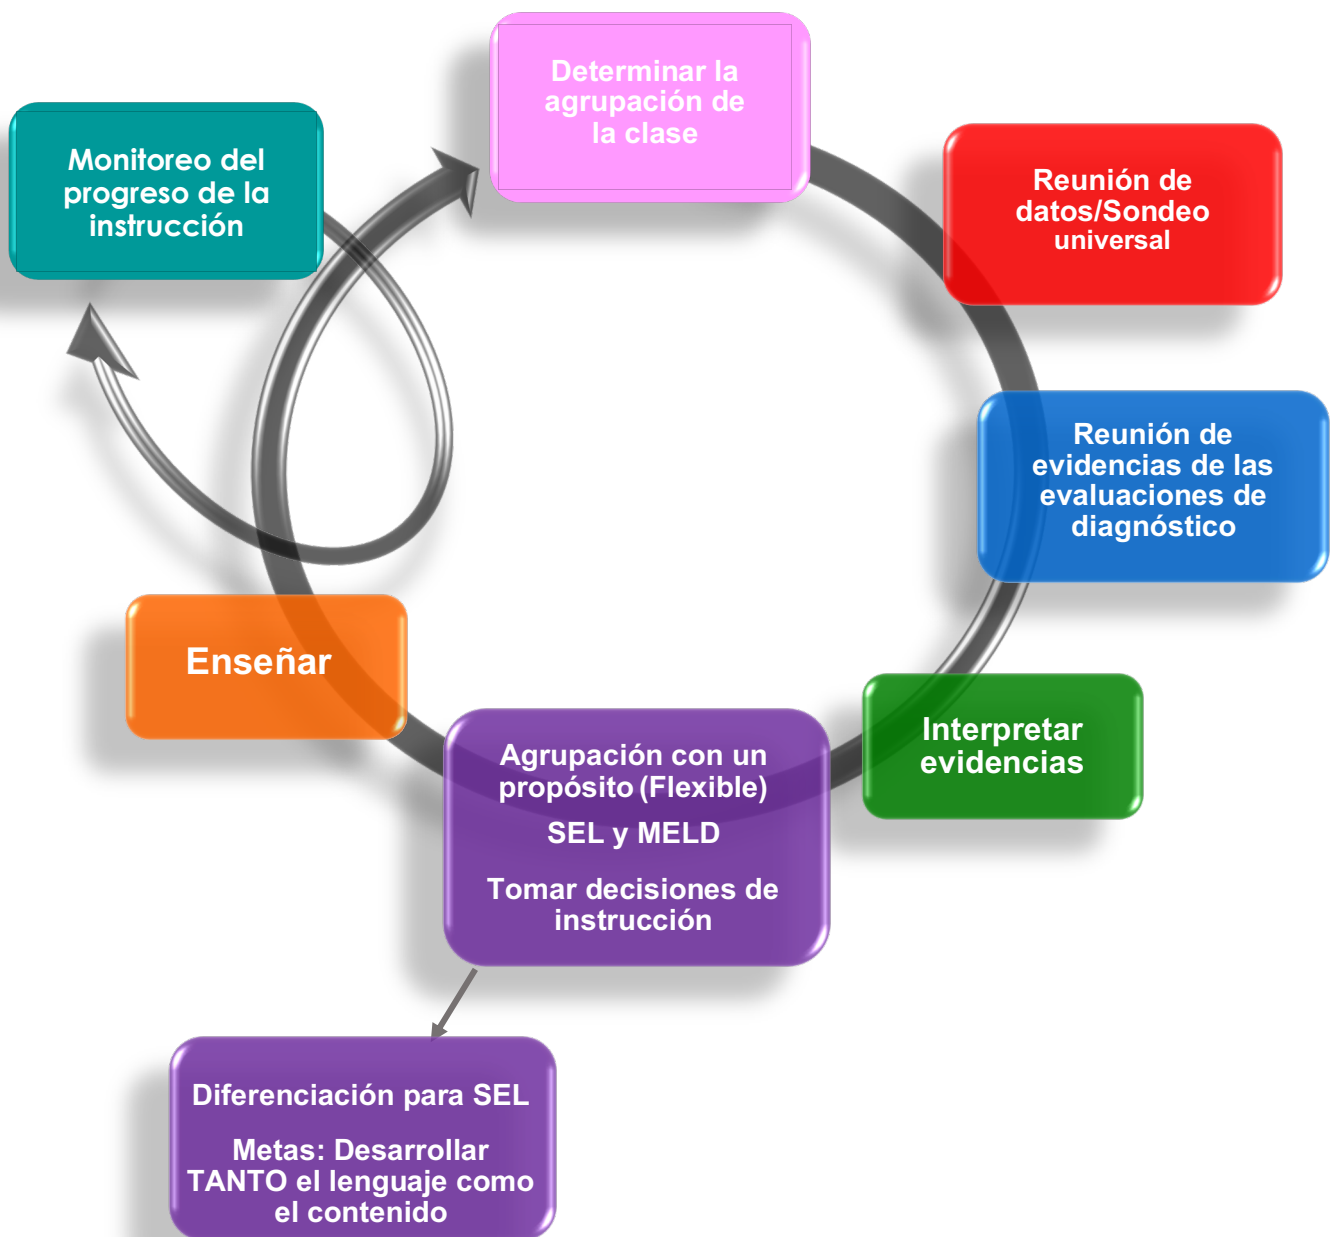 Determinar la
agrupación de
la clase
Reunión de
datos/Sondeo
universal
Reunión de
evidencias de las
evaluaciones de
diagnóstico
Interpretar
evidencias
Agrupación con un
propósito (Flexible)
SEL y MELD
Tomar decisiones de
instrucción
Diferenciación para SEL
Metas: Desarrollar
TANTO el lenguaje como
el contenido
Enseñar
Monitoreo del
progreso de la
instrucción